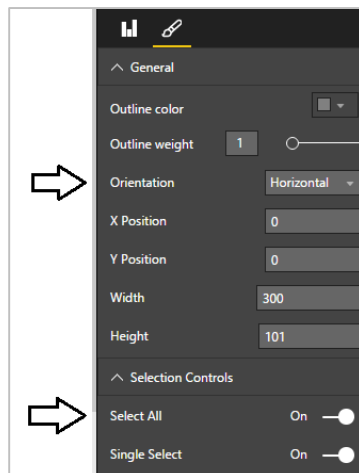 General
Outline color
Outline weight 1
Orientation Horizontal
X Position 0
Y Position 0
Width 300
Height 101
Selection Controls
Select All On
Single Select On